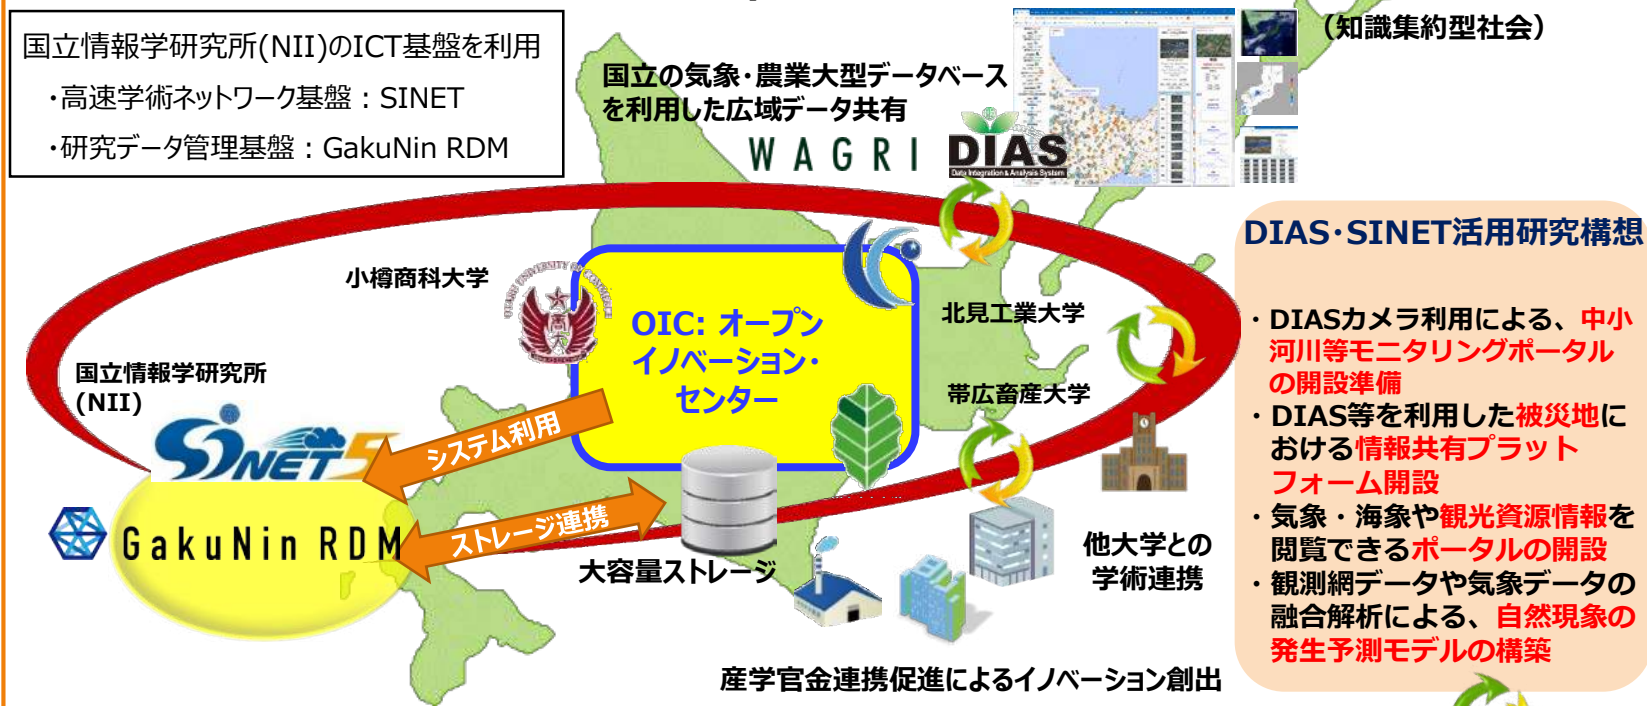 (知識集約型社会)
国立情報学研究所(NII)のICT基盤を利用
・高速学術ネットワーク基盤：SINET
・研究データ管理基盤：GakuNin RDM
国立の気象・農業大型データベース
を利用した広域データ共有
WAGRI
DIAS
Data Integration & Analysis System
小樽商科大学
OTARU UNIVERSITY OF COMMERCE
商大
OIC: オープン
イノベーション・
センター
北見工業大学
帯広畜産大学
国立情報学研究所
(NII)
SINET5
GakuNin RDM
システム利用
ストレージ連携
大容量ストレージ
他大学との
学術連携
産学官金連携促進によるイノベーション創出
DIAS・SINET活用研究構想
・DIASカメラ利用による、中小
河川等モニタリングポータル
の開設準備
・DIAS等を利用した被災地に
おける情報共有プラット
フォーム開設
・気象・海象や観光資源情報を
閲覧できるポータルの開設
・観測網データや気象データの
融合解析による、自然現象の
発生予測モデルの構築